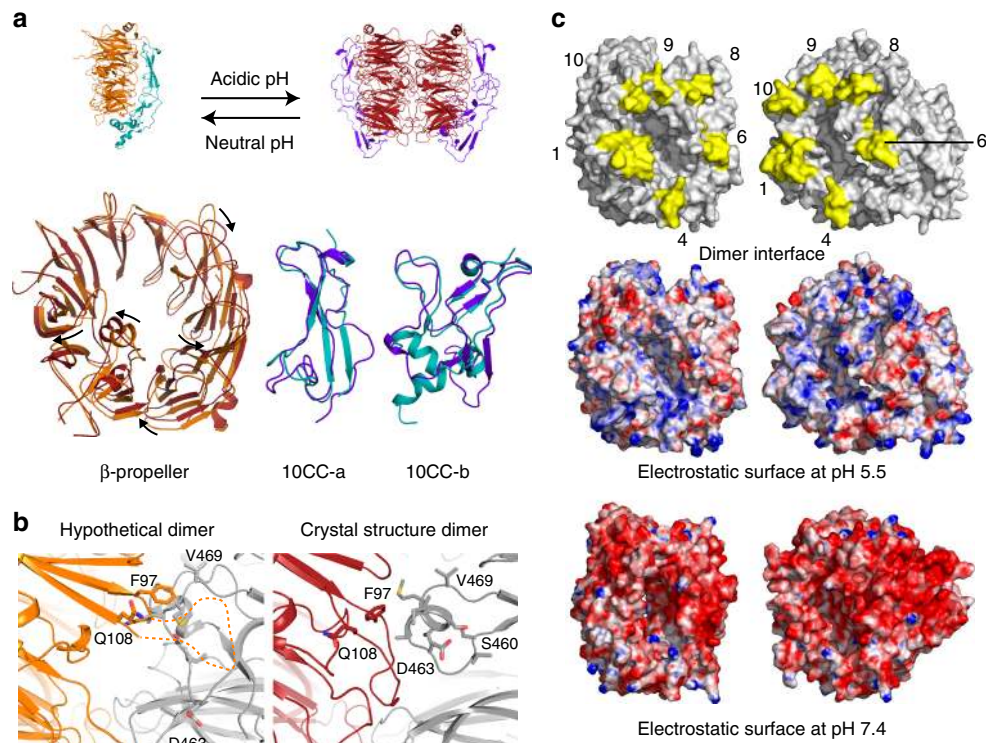 a
Acidic pH
Neutral pH
β-propeller
10CC-a
10CC-b
b
Hypothetical dimer
Crystal structure dimer
V469
F97
Q108
D463
V469
F97
S460
Q108
D463
c
9
8
10
6
1
4
9
8
10
6
1
4
Dimer interface
Electrostatic surface at pH 5.5
Electrostatic surface at pH 7.4